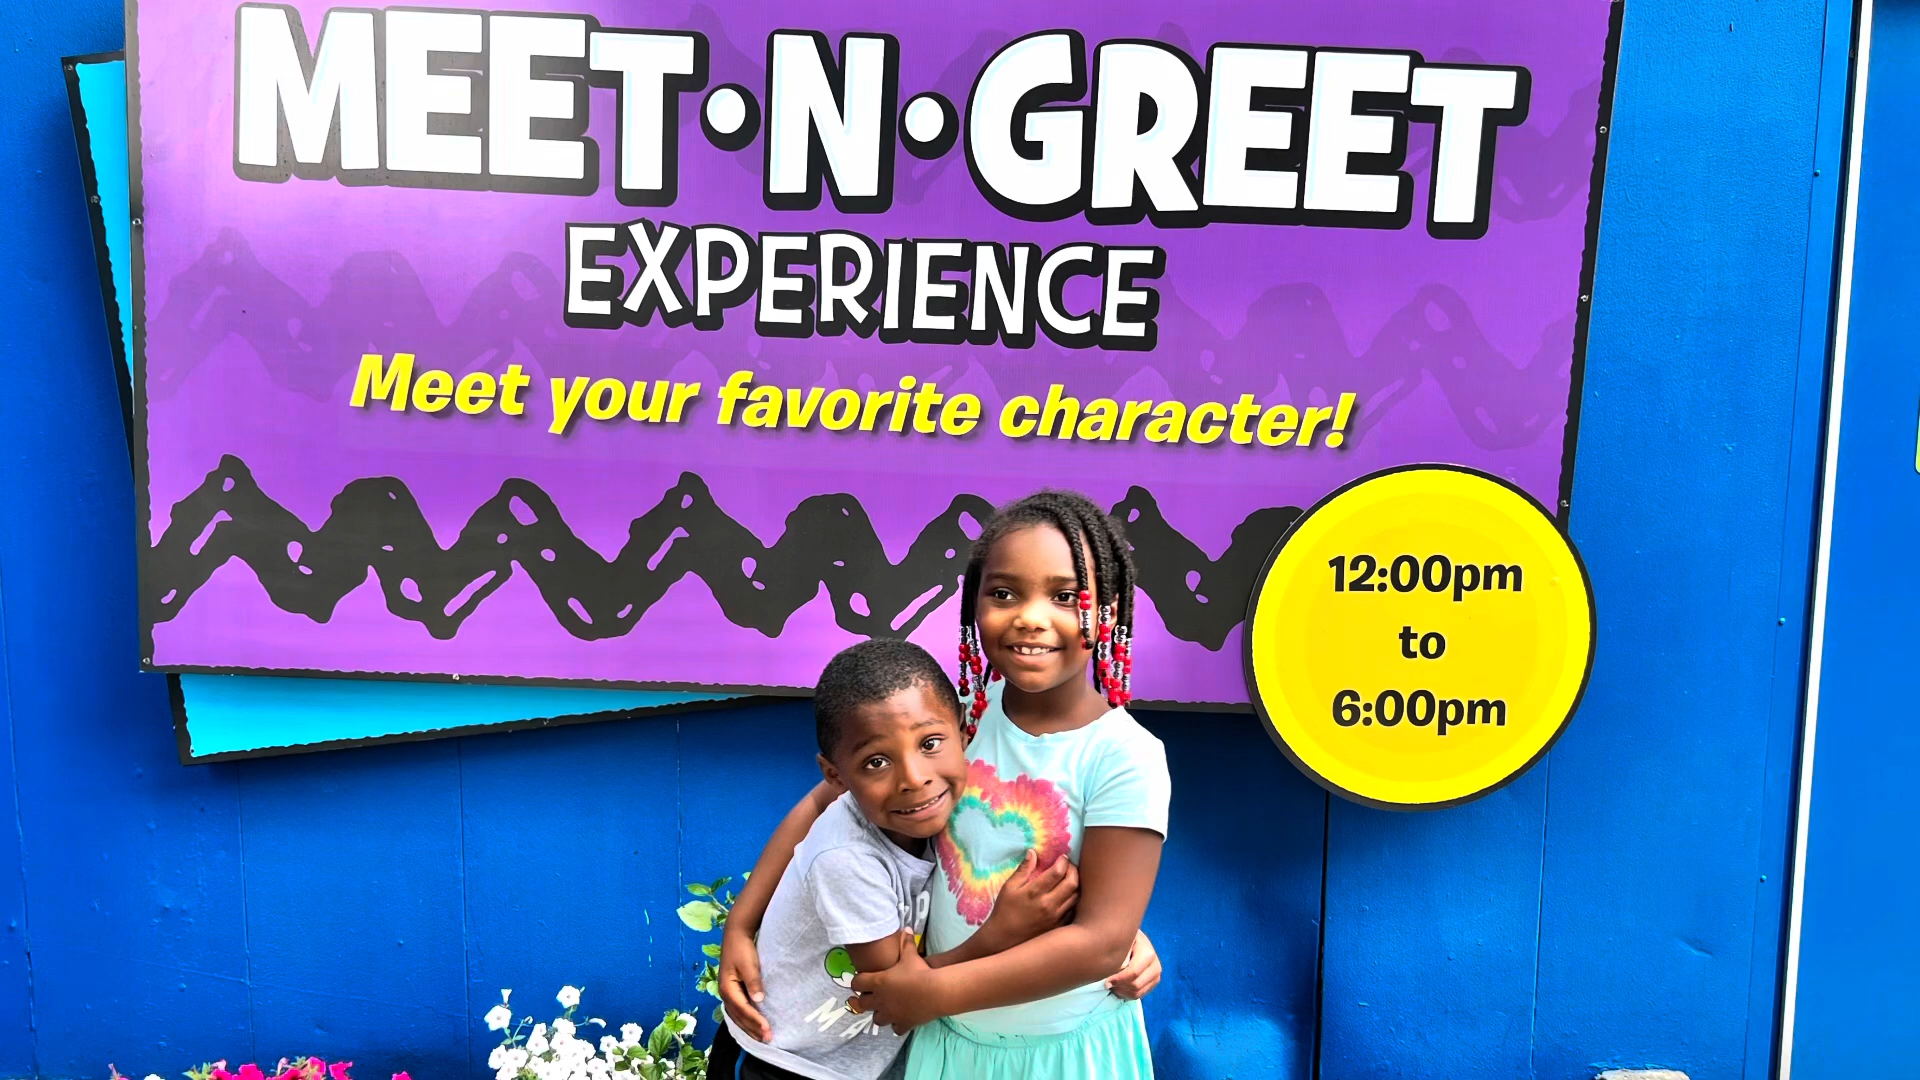 MEET•N•GREET
EXPERIENCE
Meet your favorite character!
12:00pm
to
6:00pm